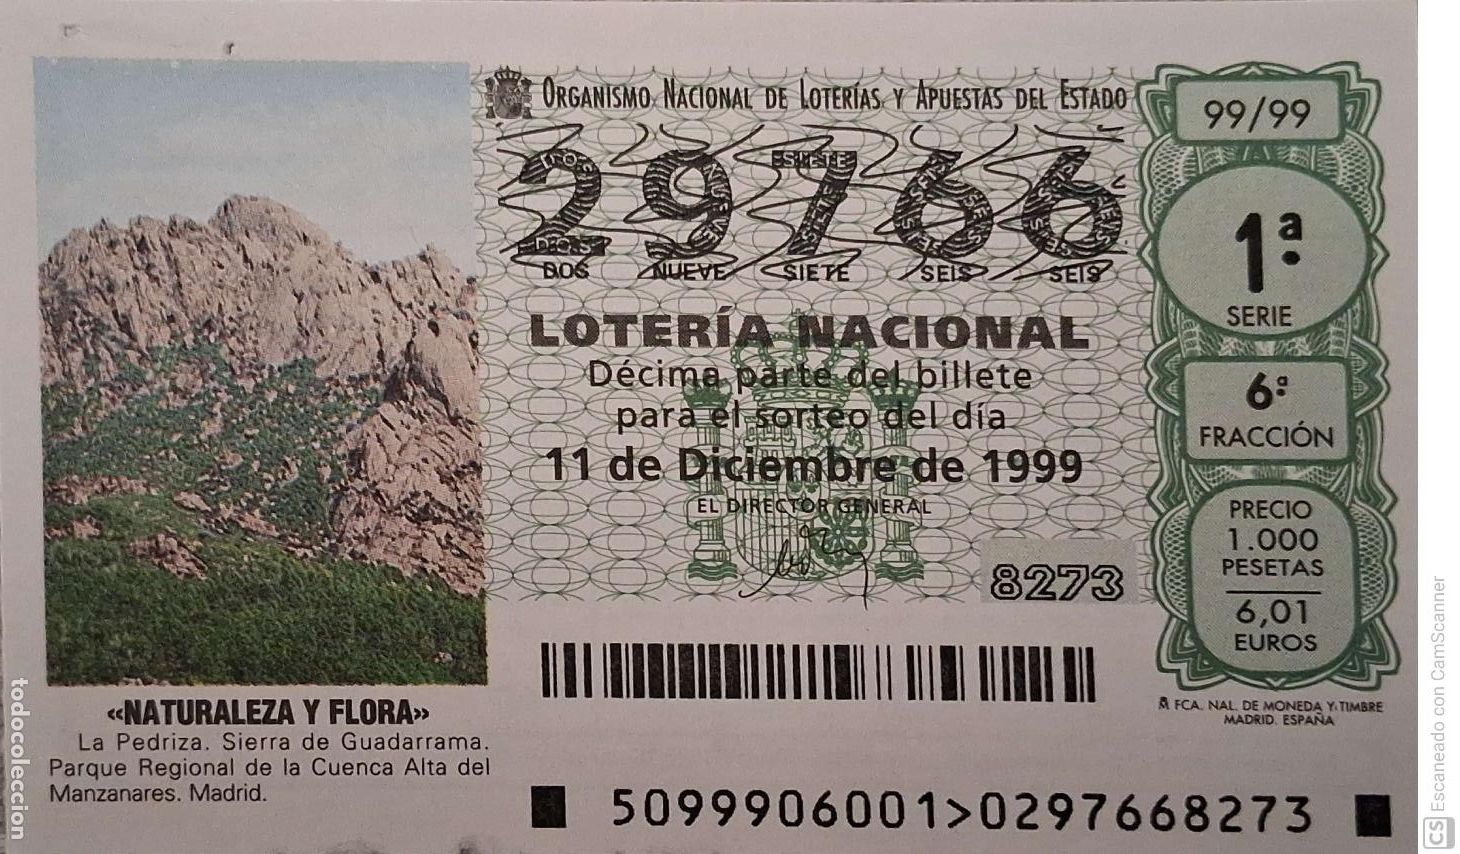 ORGANISMO NACIONAL DE LOTERÍAS Y APUESTAS DEL ESTADO
29766
DOS NUEVE SIETE SEIS SEIS
LOTERÍA NACIONAL
Décima parte del billete
para el sorteo del día
11 de Diciembre de 1999
EL DIRECTOR GENERAL
8273
99/99
1ª
SERIE
6ª
FRACCIÓN
PRECIO
1.000
PESETAS
6,01
EUROS
FCA. NAL. DE MONEDA Y TIMBRE
MADRID. ESPAÑA
«NATURALEZA Y FLORA»
La Pedriza. Sierra de Guadarrama.
Parque Regional de la Cuenca Alta del
Manzanares. Madrid.
5099906001>0297668273
todocoleccion
CS Escaneado con CamScanner